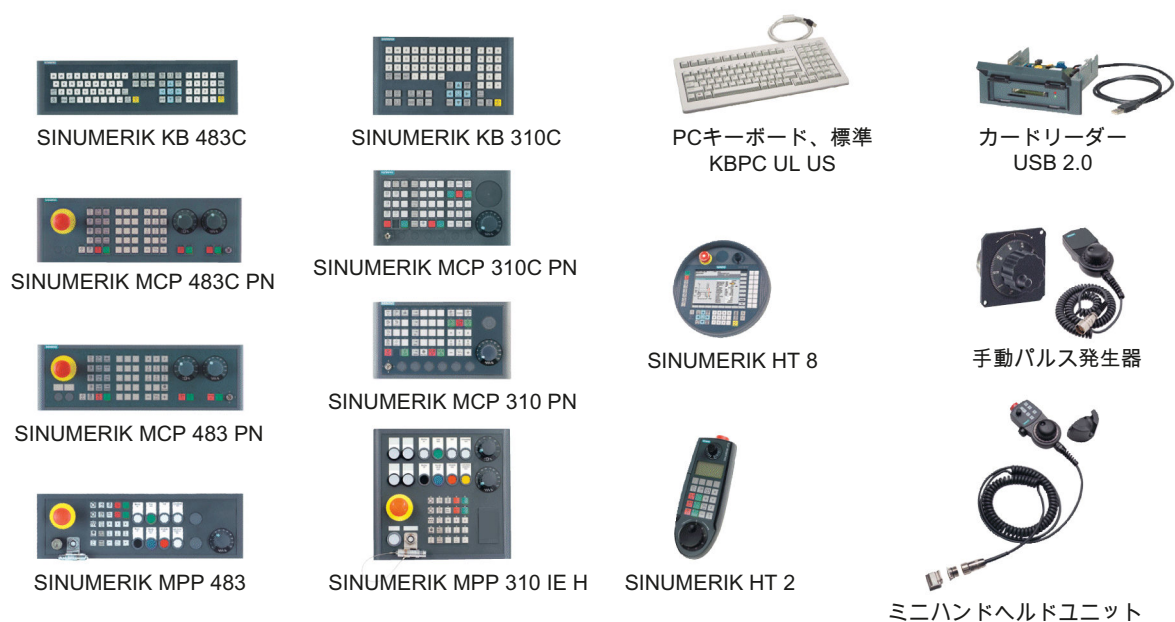 SINUMERIK KB 483C
SINUMERIK KB 310C
PCキーボード、標準
KBPC UL US
カードリーダー
USB 2.0
SINUMERIK MCP 483C PN
SINUMERIK MCP 310C PN
SINUMERIK HT 8
手動パルス発生器
SINUMERIK MCP 483 PN
SINUMERIK MCP 310 PN
SINUMERIK MPP 483
SINUMERIK MPP 310 IE H
SINUMERIK HT 2
ミニハンドヘルドユニット